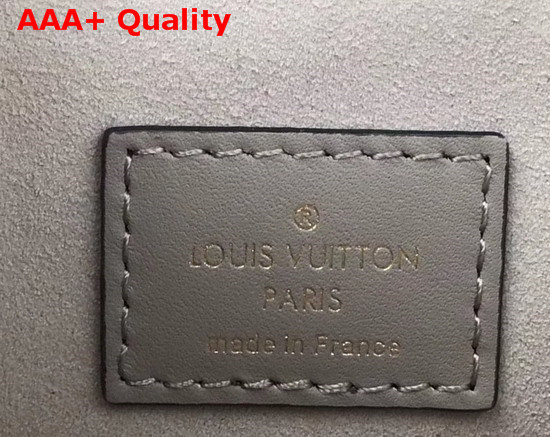 AAA+ Quality
®
LOUIS VUITTON
PARIS
made in France